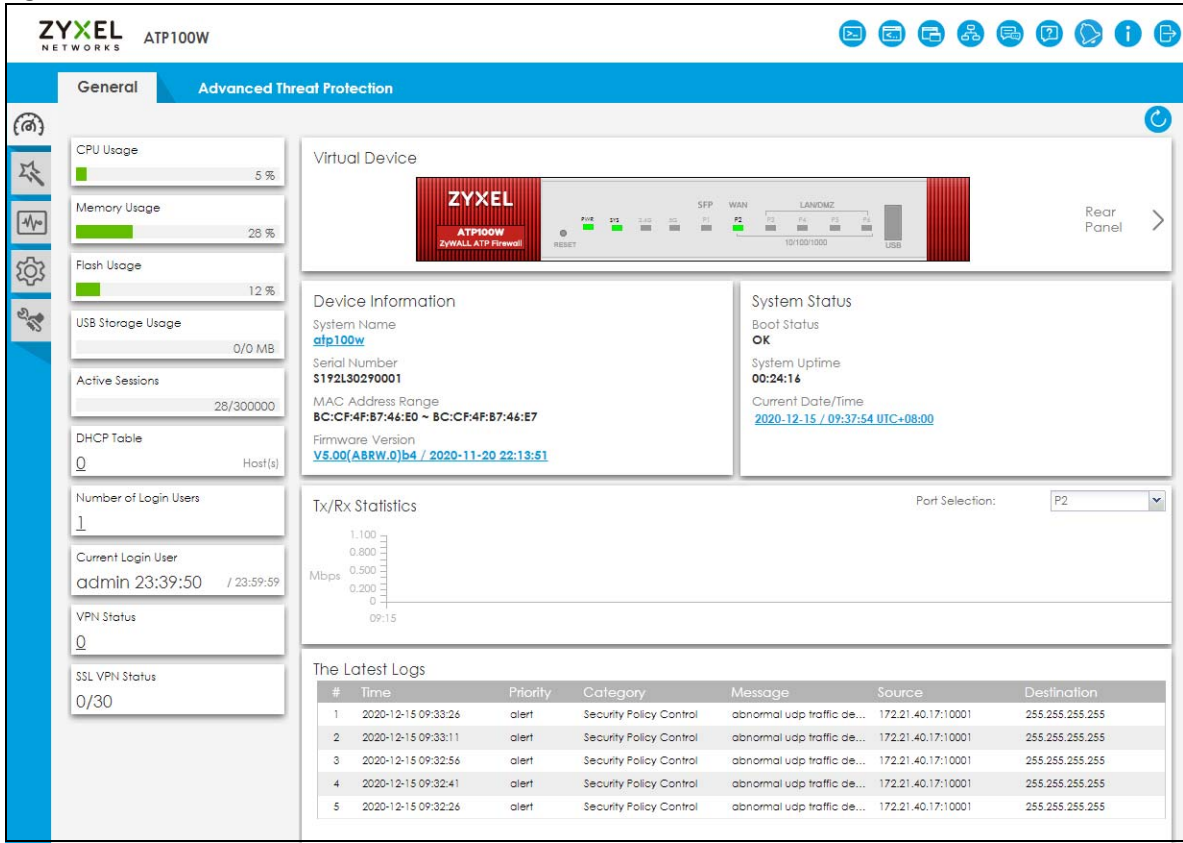 ZYXEL
NETWORKS
ATP100W
General
Advanced Threat Protection
CPU Usage
5 %
Memory Usage
28 %
Flash Usage
12 %
USB Storage Usage
0/0 MB
Active Sessions
28/300000
DHCP Table
0 Host(s)
Number of Login Users
1
Current Login User
admin 23:39:50 / 23:59:59
VPN Status
0
SSL VPN Status
0/30
Virtual Device
ZYXEL
ATP100W
ZyWALL ATP Firewall
RESET
PWR SYS 2.4G 5G
SFP WAN LAN/DMZ
P1 P2 P3 P4 P5 P6
10/100/1000
USB
Rear
Panel
Device Information
System Name
atp100w
Serial Number
S192L30290001
MAC Address Range
BC:CF:4F:B7:46:E0 ~ BC:CF:4F:B7:46:E7
Firmware Version
V5.00(ABRW.0)b4 / 2020-11-20 22:13:51
System Status
Boot Status
OK
System Uptime
00:24:16
Current Date/Time
2020-12-15 / 09:37:54 UTC+08:00
Tx/Rx Statistics
Port Selection: P2
1.100
0.800
Mbps 0.500
0.200
0
09:15
The Latest Logs
# Time Priority Category Message Source Destination
1 2020-12-15 09:33:26 alert Security Policy Control abnormal udp traffic de... 172.21.40.17:10001 255.255.255.255
2 2020-12-15 09:33:11 alert Security Policy Control abnormal udp traffic de... 172.21.40.17:10001 255.255.255.255
3 2020-12-15 09:32:56 alert Security Policy Control abnormal udp traffic de... 172.21.40.17:10001 255.255.255.255
4 2020-12-15 09:32:41 alert Security Policy Control abnormal udp traffic de... 172.21.40.17:10001 255.255.255.255
5 2020-12-15 09:32:26 alert Security Policy Control abnormal udp traffic de... 172.21.40.17:10001 255.255.255.255